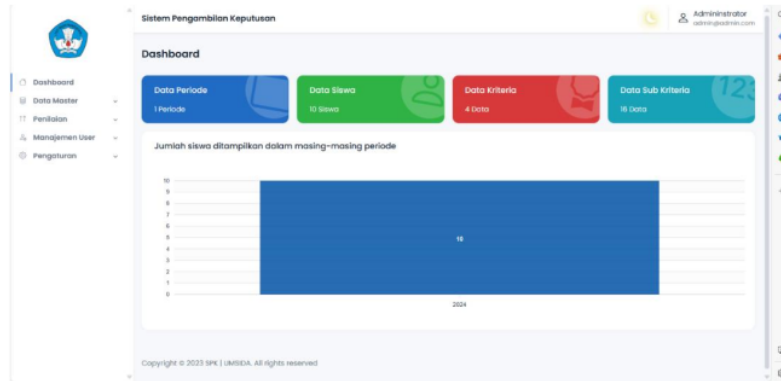 Sistem Pengambilan Keputusan
Admininstrator
admin@admin.com
Dashboard
Dashboard
Data Master
Penilaian
Manajemen User
Pengaturan
Data Periode
1 Periode
Data Siswa
10 Siswa
Data Kriteria
4 Data
Data Sub Kriteria
16 Data
123
Jumlah siswa ditampilkan dalam masing-masing periode
10
9
8
7
6
5
4
3
2
1
0
10
2024
Copyright © 2023 SPK | UMSIDA. All rights reserved